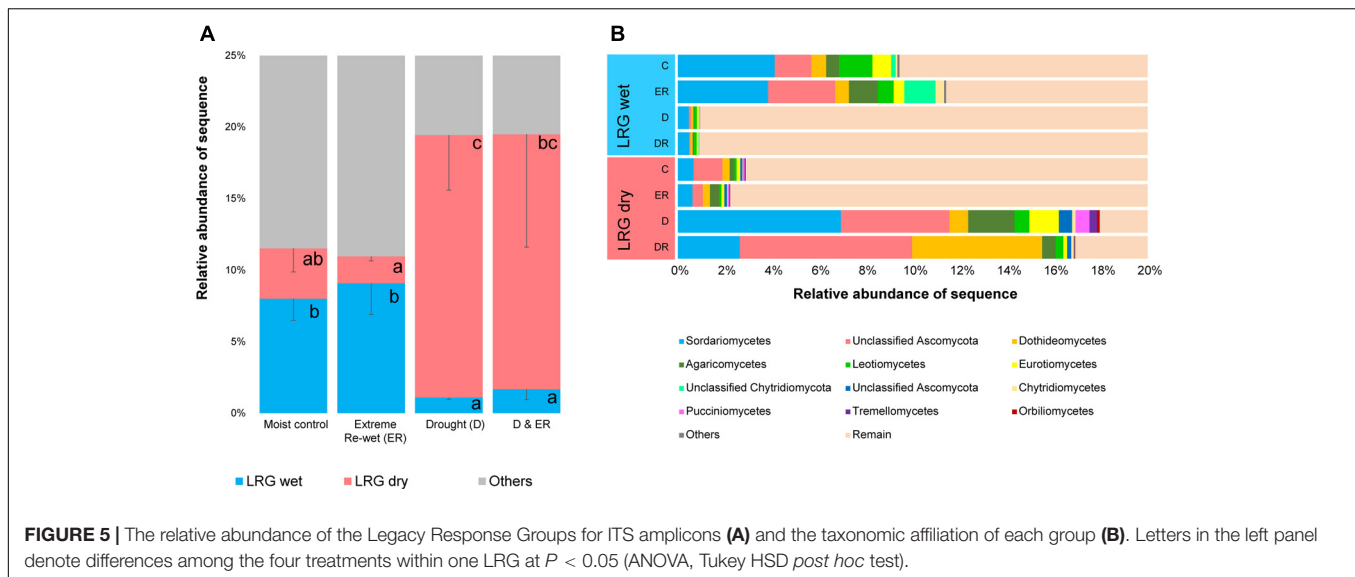 A
25%
20%
15%
10%
5%
0%
Relative abundance of sequence
ab
b
a
b
c
a
bc
a
Moist control
Extreme Re-wet (ER)
Drought (D)
D & ER
LRG wet
LRG dry
Others
B
LRG wet
LRG dry
C
ER
D
DR
C
ER
D
DR
0% 2% 4% 6% 8% 10% 12% 14% 16% 18% 20%
Relative abundance of sequence
Sordariomycetes
Unclassified Ascomycota
Dothideomycetes
Agaricomycetes
Leotiomycetes
Eurotiomycetes
Unclassified Chytridiomycota
Unclassified Ascomycota
Chytridiomycetes
Pucciniomycetes
Tremellomycetes
Orbiliomycetes
Others
Remain
FIGURE 5 | The relative abundance of the Legacy Response Groups for ITS amplicons (A) and the taxonomic affiliation of each group (B). Letters in the left panel
denote differences among the four treatments within one LRG at P < 0.05 (ANOVA, Tukey HSD post hoc test).